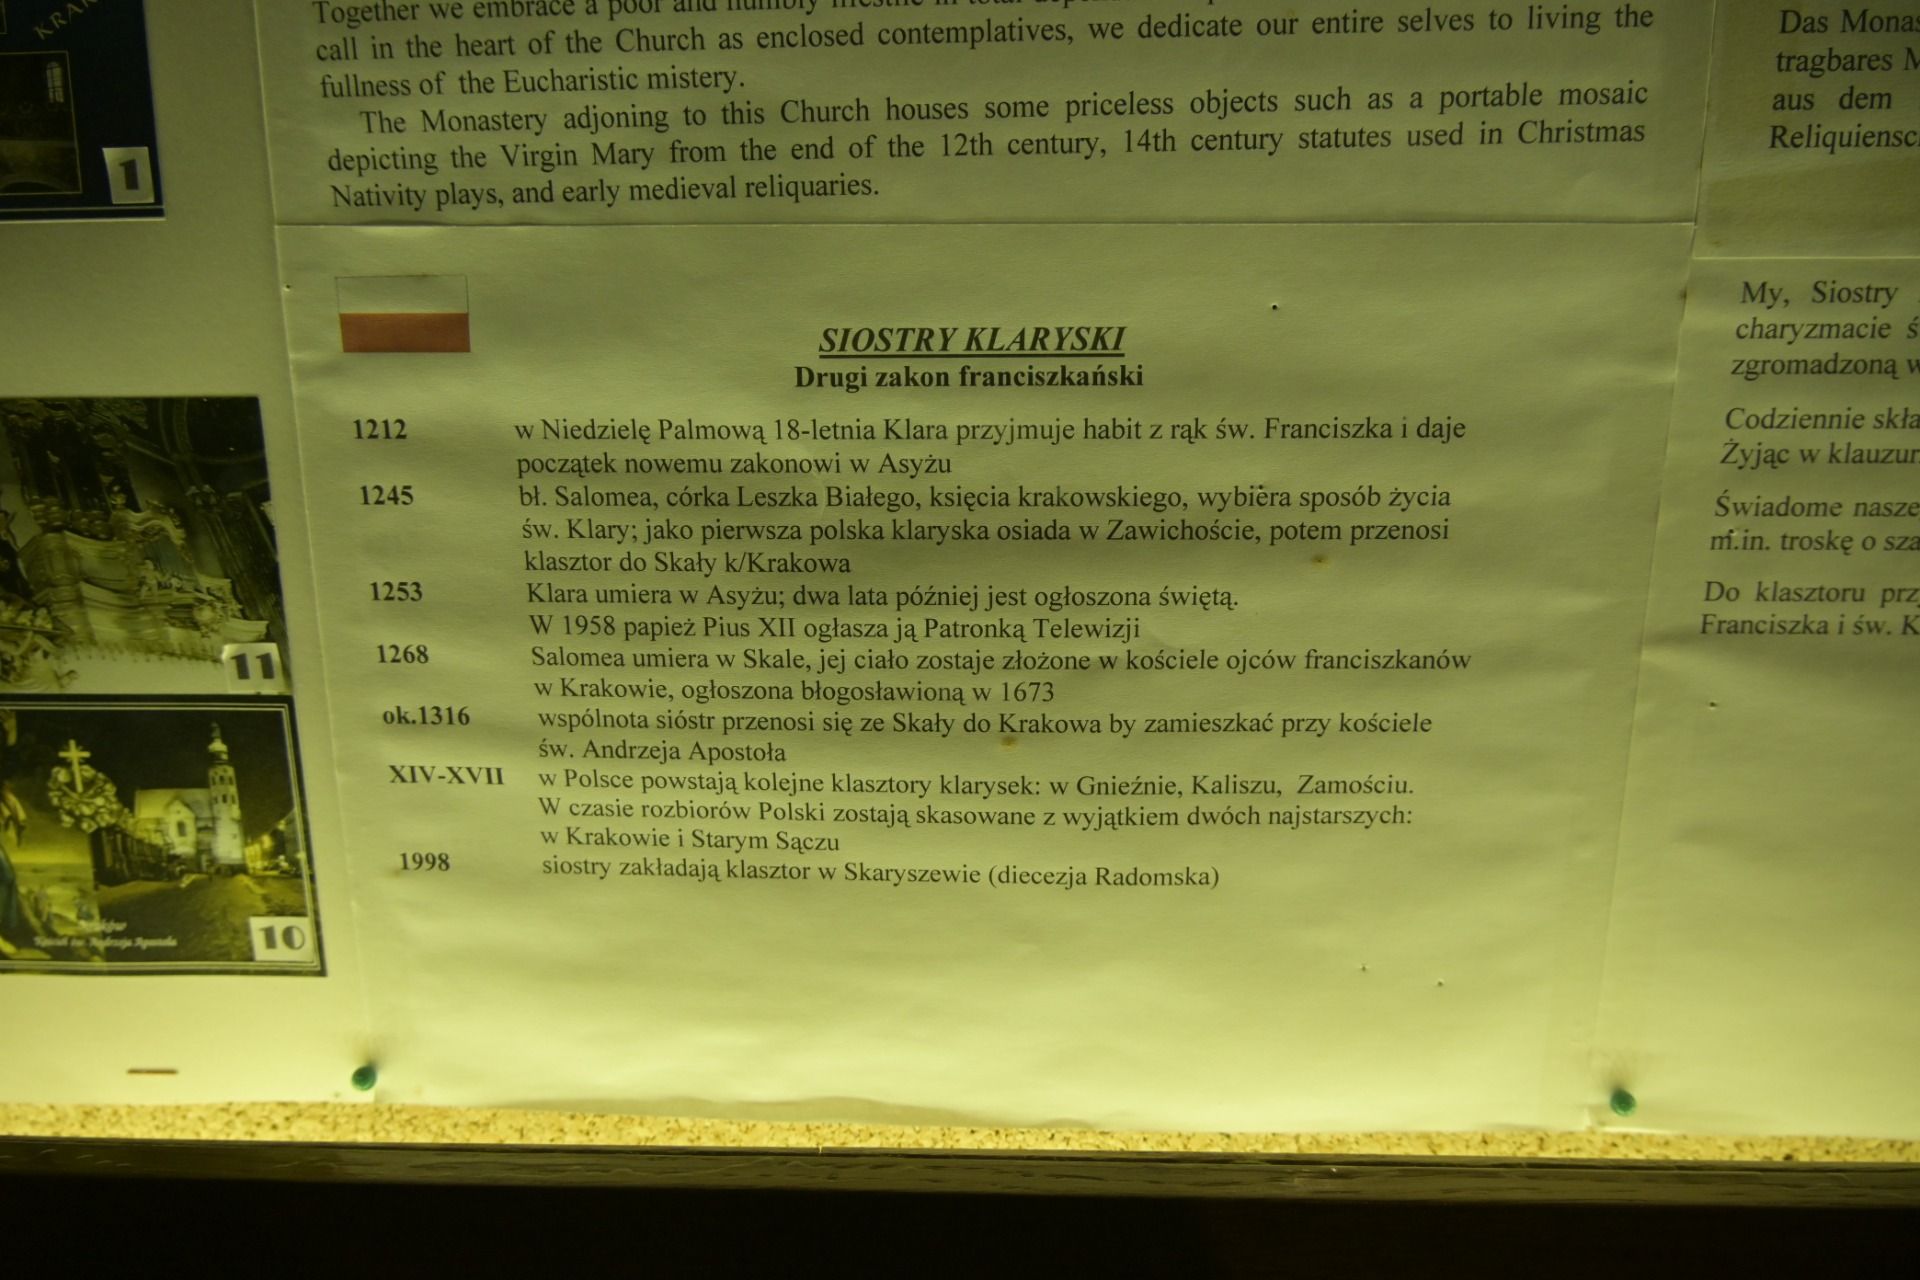 Together we embrace a poor and humbly
call in the heart of the Church as enclosed contemplatives, we dedicate our entire selves to living the
fullness of the Eucharistic mistery.
The Monastery adjoning to this Church houses some priceless objects such as a portable mosaic
depicting the Virgin Mary from the end of the 12th century, 14th century statutes used in Christmas
Nativity plays, and early medieval reliquaries.
SIOSTRY KLARYSKI
Drugi zakon franciszkański
1212 w Niedzielę Palmową 18-letnia Klara przyjmuje habit z rąk św. Franciszka i daje
początek nowemu zakonowi w Asyżu
1245 bł. Salomea, córka Leszka Białego, księcia krakowskiego, wybiera sposób życia
św. Klary; jako pierwsza polska klaryska osiada w Zawichoście, potem przenosi
klasztor do Skały k/Krakowa
1253 Klara umiera w Asyżu; dwa lata później jest ogłoszona świętą.
W 1958 papież Pius XII ogłasza ją Patronką Telewizji
1268 Salomea umiera w Skale, jej ciało zostaje złożone w kościele ojców franciszkanów
w Krakowie, ogłoszona błogosławioną w 1673
ok.1316 wspólnota sióstr przenosi się ze Skały do Krakowa by zamieszkać przy kościele
św. Andrzeja Apostoła
XIV-XVII w Polsce powstają kolejne klasztory klarysek: w Gnieźnie, Kaliszu, Zamościu.
W czasie rozbiorów Polski zostają skasowane z wyjątkiem dwóch najstarszych:
w Krakowie i Starym Sączu
1998 siostry zakładają klasztor w Skaryszewie (diecezja Radomska)
Das Monas
tragbares M
aus dem
Reliquiensc
My, Siostry
charyzmacie ś
zgromadzoną w
Codziennie skła
Żyjąc w klauzur
Świadome nasze
m.in. troskę o sza
Do klasztoru prz
Franciszka i św. K
KRAK
1
11
10
Kościół św. Andrzeja Apostoła